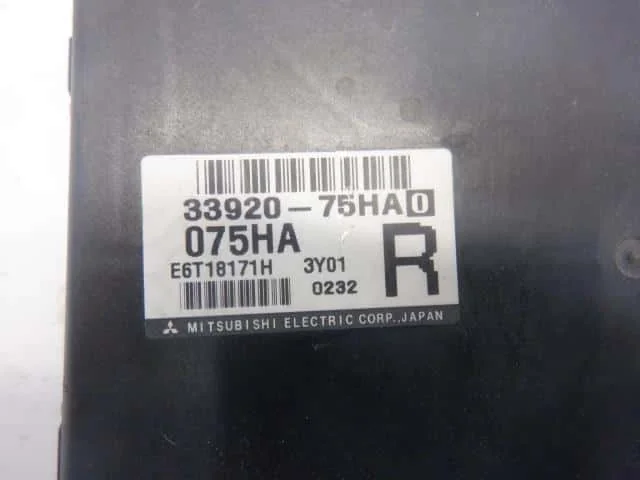 33920-75HA0
075HA
R
E6T18171H 3Y01
0232
MITSUBISHI ELECTRIC CORP., JAPAN